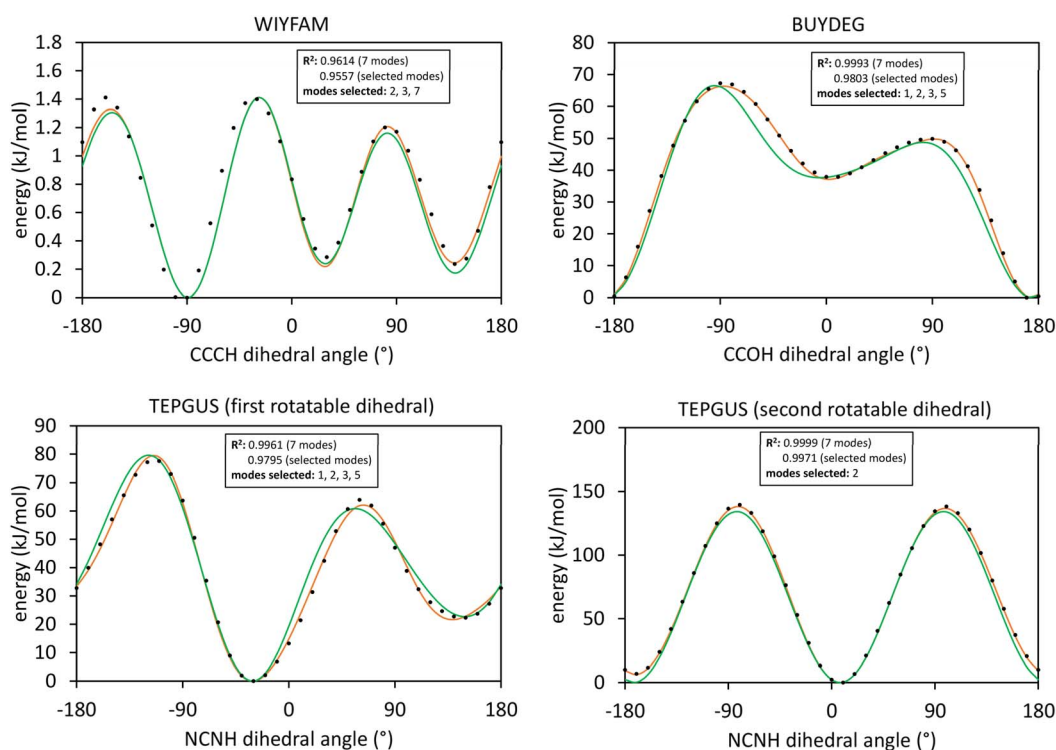 WIYFAM
1.8
1.6
1.4
1.2
1
0.8
0.6
0.4
0.2
0
energy (kJ/mol)
R²: 0.9614 (7 modes)
0.9557 (selected modes)
modes selected: 2, 3, 7
-180 -90 0 90 180
CCCH dihedral angle (°)
BUYDEG
80
70
60
50
40
30
20
10
0
energy (kJ/mol)
R²: 0.9993 (7 modes)
0.9803 (selected modes)
modes selected: 1, 2, 3, 5
-180 -90 0 90 180
CCOH dihedral angle (°)
TEPGUS (first rotatable dihedral)
90
80
70
60
50
40
30
20
10
0
energy (kJ/mol)
R²: 0.9961 (7 modes)
0.9795 (selected modes)
modes selected: 1, 2, 3, 5
-180 -90 0 90 180
NCNH dihedral angle (°)
TEPGUS (second rotatable dihedral)
200
150
100
50
0
energy (kJ/mol)
R²: 0.9999 (7 modes)
0.9971 (selected modes)
modes selected: 2
-180 -90 0 90 180
NCNH dihedral angle (°)